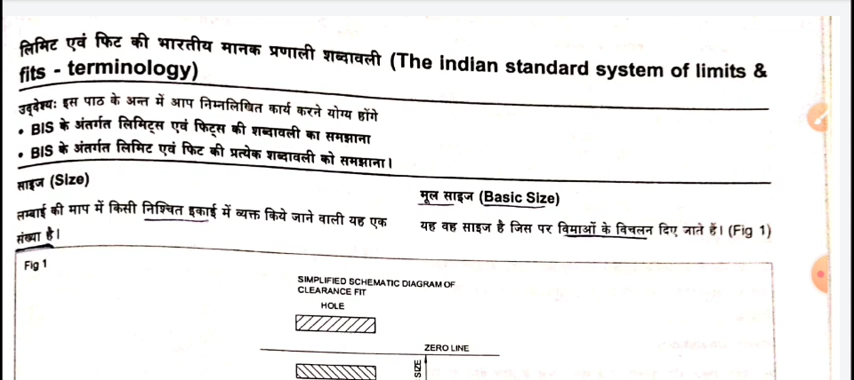 लिमिट एवं फिट की भारतीय मानक प्रणाली शब्दावली (The indian standard system of limits &
fits - terminology)
उद्देश्यः इस पाठ के अन्त में आप निम्नलिखित कार्य करने योग्य होंगे
• BIS के अंतर्गत लिमिट्स एवं फिट्स की शब्दावली का समझाना
• BIS के अंतर्गत लिमिट एवं फिट की प्रत्येक शब्दावली को समझाना।
साइज (Size)
लम्बाई की माप में किसी निश्चित इकाई में व्यक्त किये जाने वाली यह एक
संख्या है।
मूल साइज (Basic Size)
यह वह साइज है जिस पर विमाओं के विचलन दिए जाते हैं। (Fig 1)
Fig 1
SIMPLIFIED SCHEMATIC DIAGRAM OF
CLEARANCE FIT
HOLE
ZERO LINE
SIZE